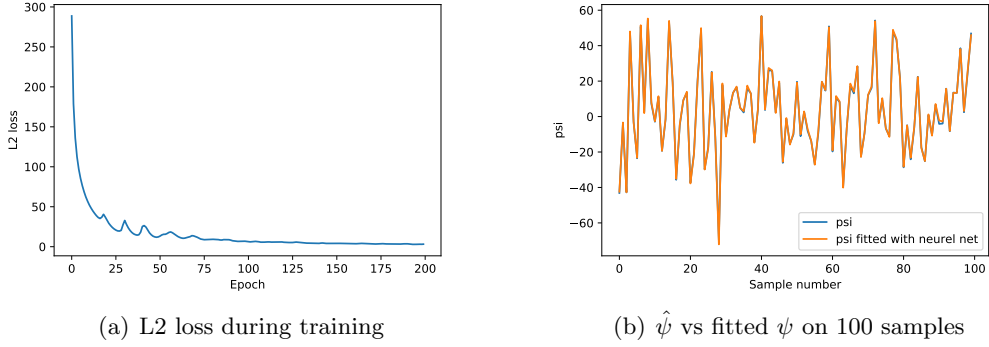 300
250
200
150
100
50
0
L2 loss
0 25 50 75 100 125 150 175 200
Epoch
(a) L2 loss during training
60
40
20
0
−20
−40
−60
psi
psi
psi fitted with neurel net
0 20 40 60 80 100
Sample number
(b) ψ̂ vs fitted ψ on 100 samples